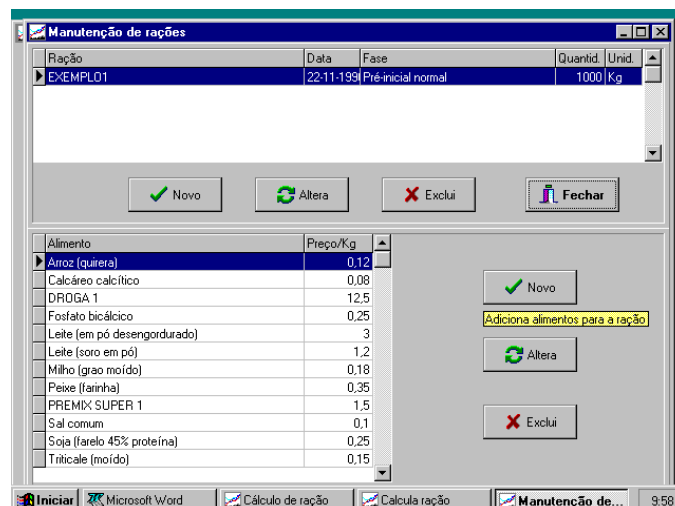 Manutenção de rações
Ração Data Fase Quantid. Unid.
EXEMPLO1 22-11-199 Pré-inicial normal 1000 Kg
Novo Altera Exclui Fechar
Alimento Preço/Kg
Arroz (quirera) 0,12
Calcáreo calcítico 0,08
DROGA 1 12,5
Fosfato bicálcico 0,25
Leite (em pó desengordurado) 3
Leite (soro em pó) 1,2
Milho (grao moído) 0,18
Peixe (farinha) 0,35
PREMIX SUPER 1 1,5
Sal comum 0,1
Soja (farelo 45% proteína) 0,25
Triticale (moído) 0,15
Novo
Adiciona alimentos para a ração
Altera
Exclui
Iniciar Microsoft Word Cálculo de ração Calcula ração Manutenção de... 9:58